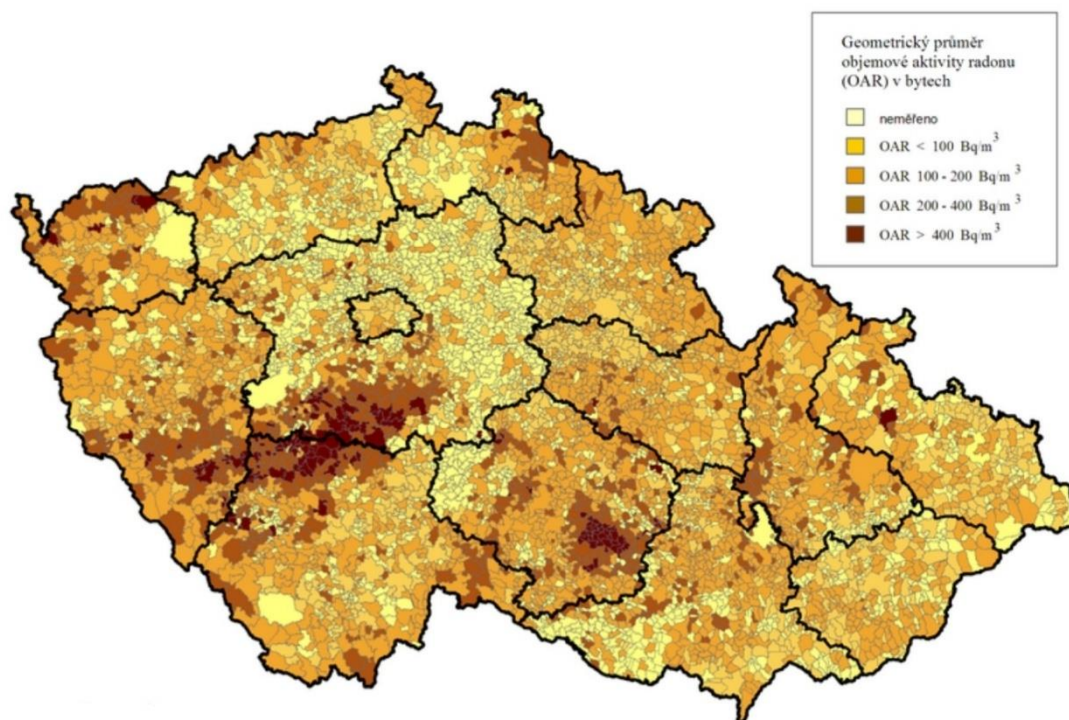 Geometrický průměr
objemové aktivity radonu
(OAR) v bytech
neměřeno
OAR < 100 Bq/m³
OAR 100 - 200 Bq/m³
OAR 200 - 400 Bq/m³
OAR > 400 Bq/m³